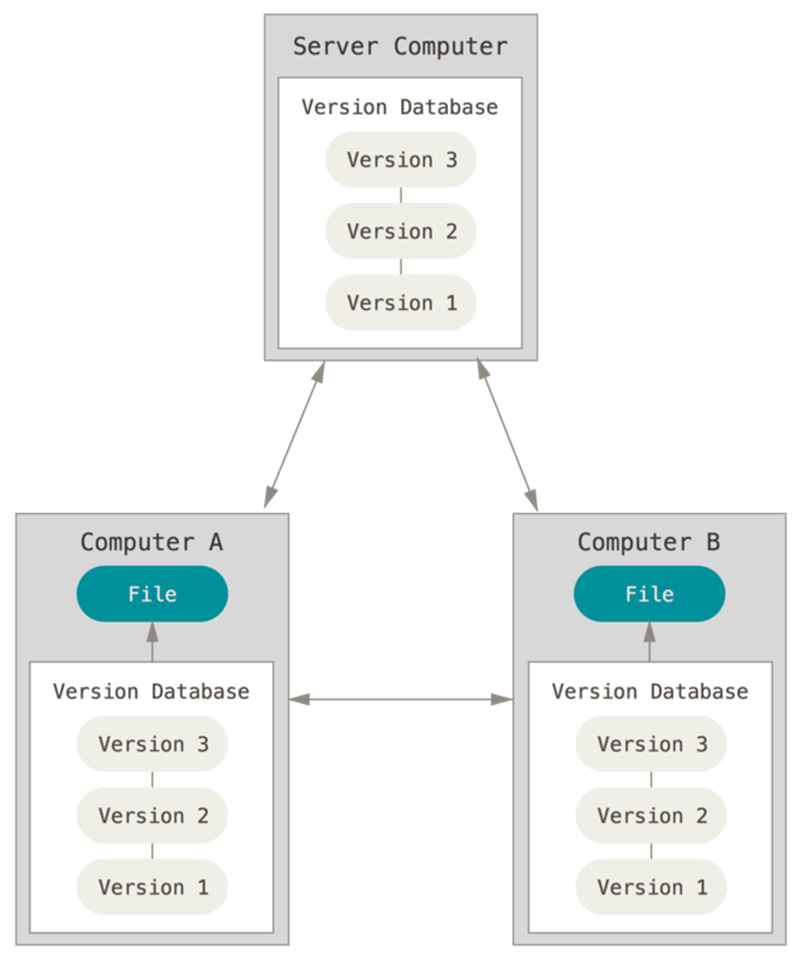 Server Computer
Version Database
Version 3
Version 2
Version 1
Computer A
File
Version Database
Version 3
Version 2
Version 1
Computer B
File
Version Database
Version 3
Version 2
Version 1